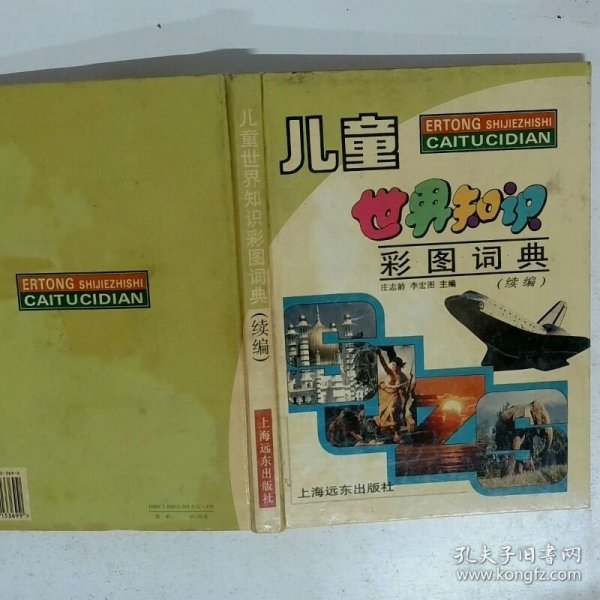 儿童
ERTONG SHIJIEZHISHI
CAITUCIDIAN
世界知识
彩图词典
(续编)
庄志龄 李宏图 主编
上海远东出版社
儿童世界知识彩图词典(续编)
上海远东出版社
ERTONG SHIJIEZHISHI
CAITUCIDIAN
孔夫子旧书网
www.kongfz.com